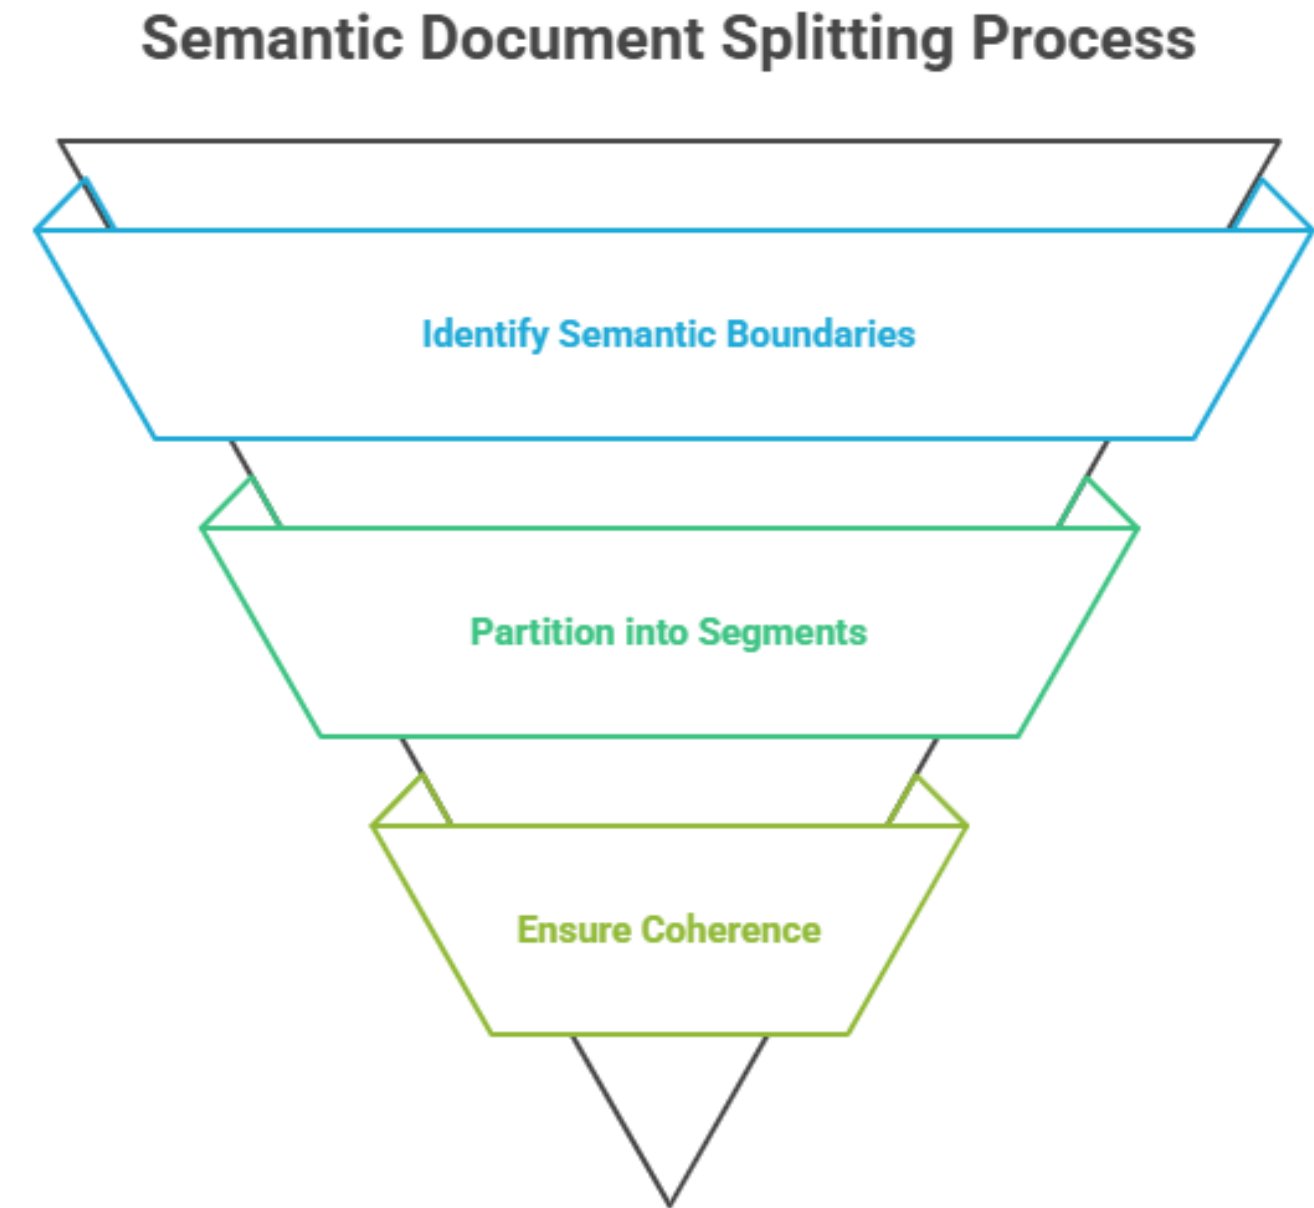 Semantic Document Splitting Process
Identify Semantic Boundaries
Partition into Segments
Ensure Coherence